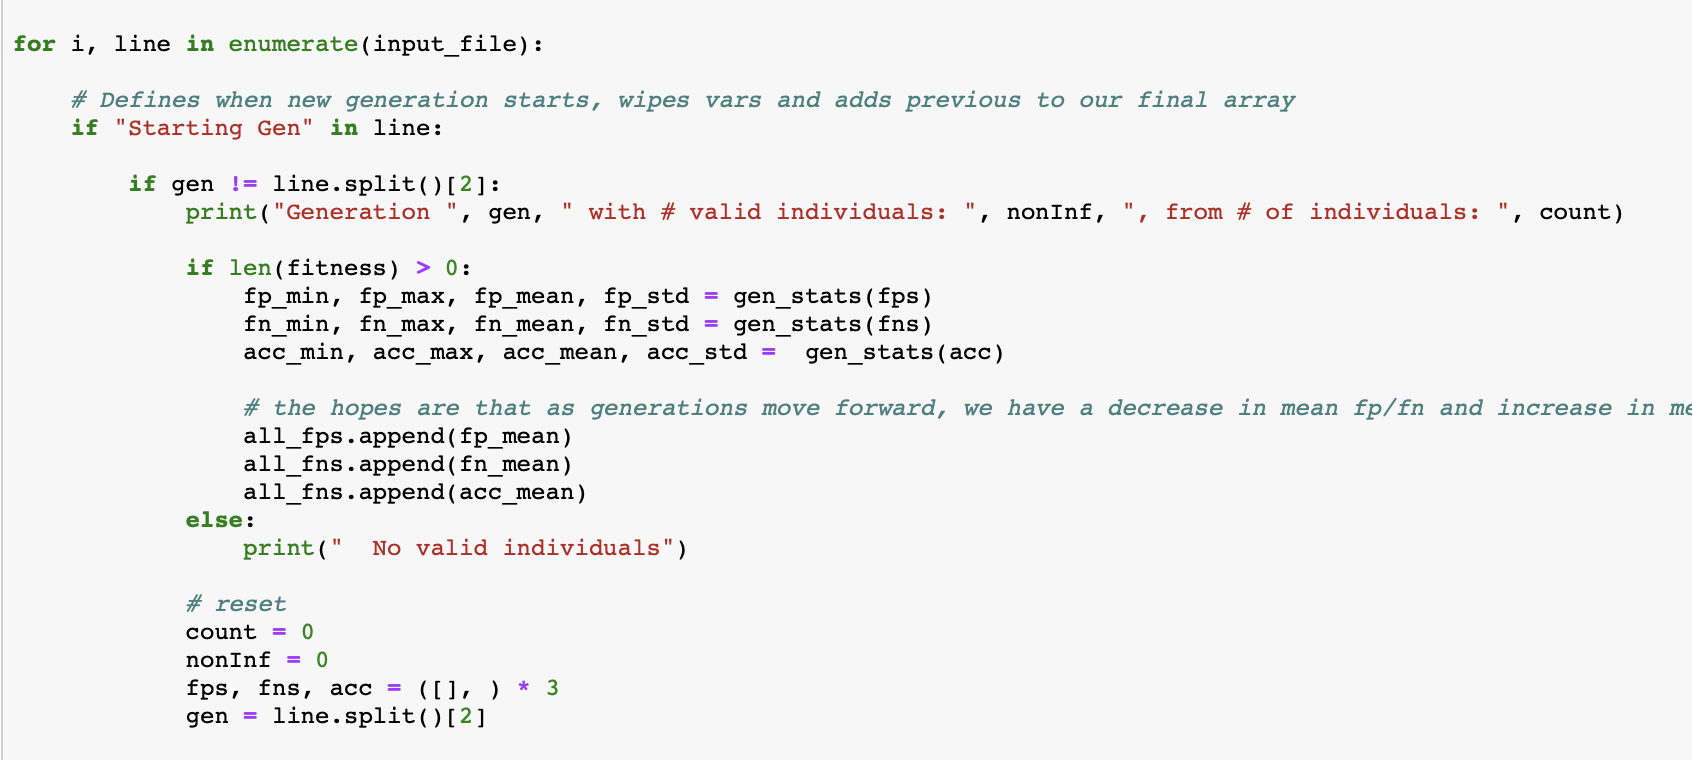 for i, line in enumerate(input_file):
# Defines when new generation starts, wipes vars and adds previous to our final array
if "Starting Gen" in line:
if gen != line.split()[2]:
print("Generation ", gen, " with # valid individuals: ", nonInf, ", from # of individuals: ", count)
if len(fitness) > 0:
fp_min, fp_max, fp_mean, fp_std = gen_stats(fps)
fn_min, fn_max, fn_mean, fn_std = gen_stats(fns)
acc_min, acc_max, acc_mean, acc_std =  gen_stats(acc)
# the hopes are that as generations move forward, we have a decrease in mean fp/fn and increase in
all_fps.append(fp_mean)
all_fns.append(fn_mean)
all_fns.append(acc_mean)
else:
print("  No valid individuals")
# reset
count = 0
nonInf = 0
fps, fns, acc = ([], ) * 3
gen = line.split()[2]